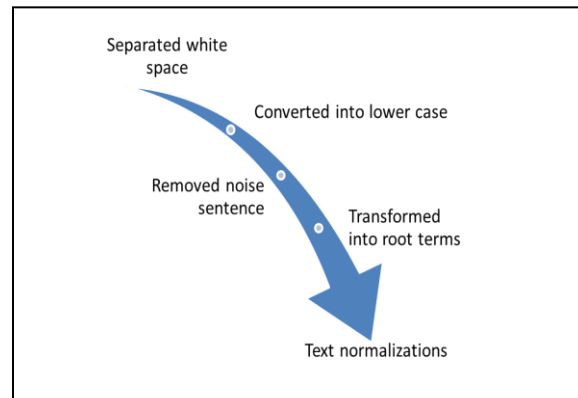 Separated white
space
Converted into lower case
Removed noise
sentence
Transformed
into root terms
Text normalizations